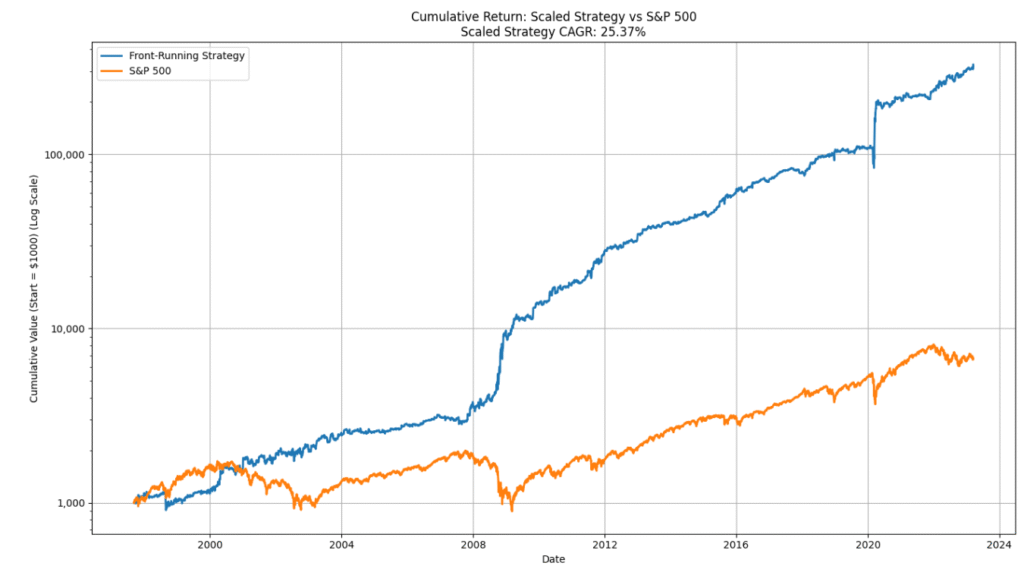 Cumulative Return: Scaled Strategy vs S&P 500
Scaled Strategy CAGR: 25.37%
Front-Running Strategy
S&P 500
Cumulative Value (Start = $1000) (Log Scale)
100,000
10,000
1,000
2000 2004 2008 2012 2016 2020 2024
Date